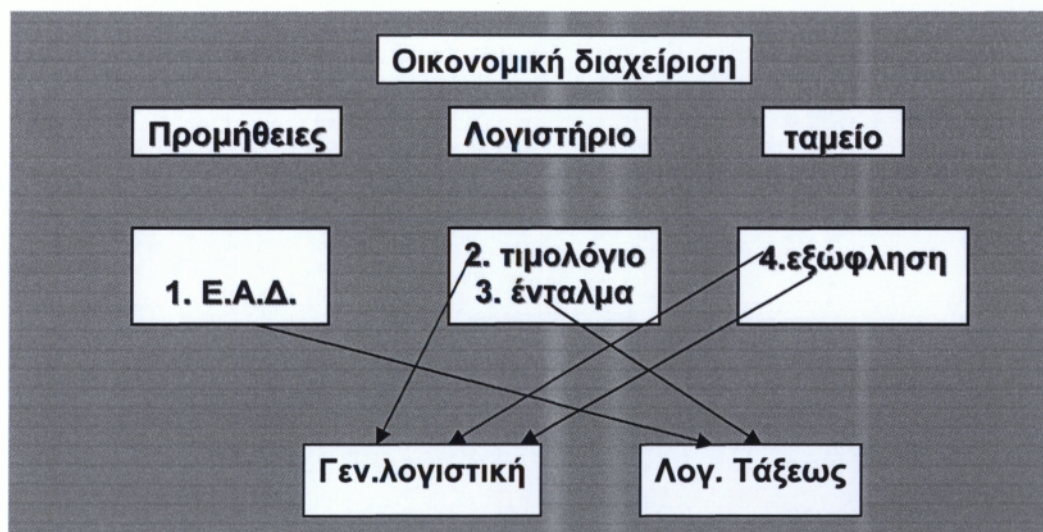 Οικονομική διαχείριση
Προμήθειες
Λογιστήριο
ταμείο
1. Ε.Α.Δ.
2. τιμολόγιο
3. ένταλμα
4.εξώφληση
Γεν.λογιστική
Λογ. Τάξεως